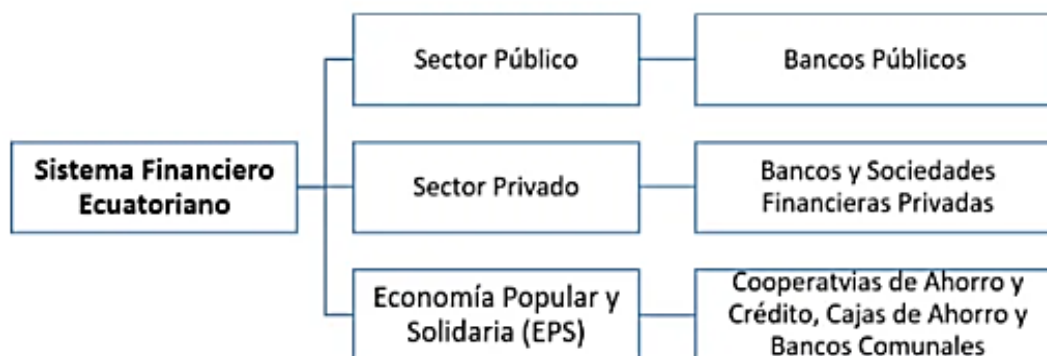 Sector Público
Bancos Públicos
Sistema Financiero
Ecuatoriano
Sector Privado
Bancos y Sociedades
Financieras Privadas
Economía Popular y
Solidaria (EPS)
Cooperatvias de Ahorro y
Crédito, Cajas de Ahorro y
Bancos Comunales